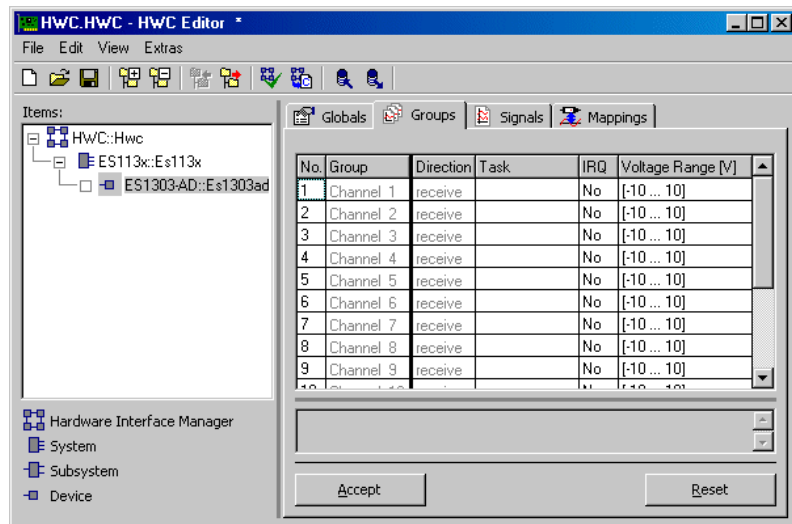 HWC.HWC - HWC Editor *
File Edit View Extras
Items:
HWC::Hwc
ES113x::Es113x
ES1303-AD::Es1303ad
Hardware Interface Manager
System
Subsystem
Device
Globals Groups Signals Mappings
No. Group Direction Task IRQ Voltage Range [V]
1 Channel 1 receive No [-10 ... 10]
2 Channel 2 receive No [-10 ... 10]
3 Channel 3 receive No [-10 ... 10]
4 Channel 4 receive No [-10 ... 10]
5 Channel 5 receive No [-10 ... 10]
6 Channel 6 receive No [-10 ... 10]
7 Channel 7 receive No [-10 ... 10]
8 Channel 8 receive No [-10 ... 10]
9 Channel 9 receive No [-10 ... 10]
Accept Reset